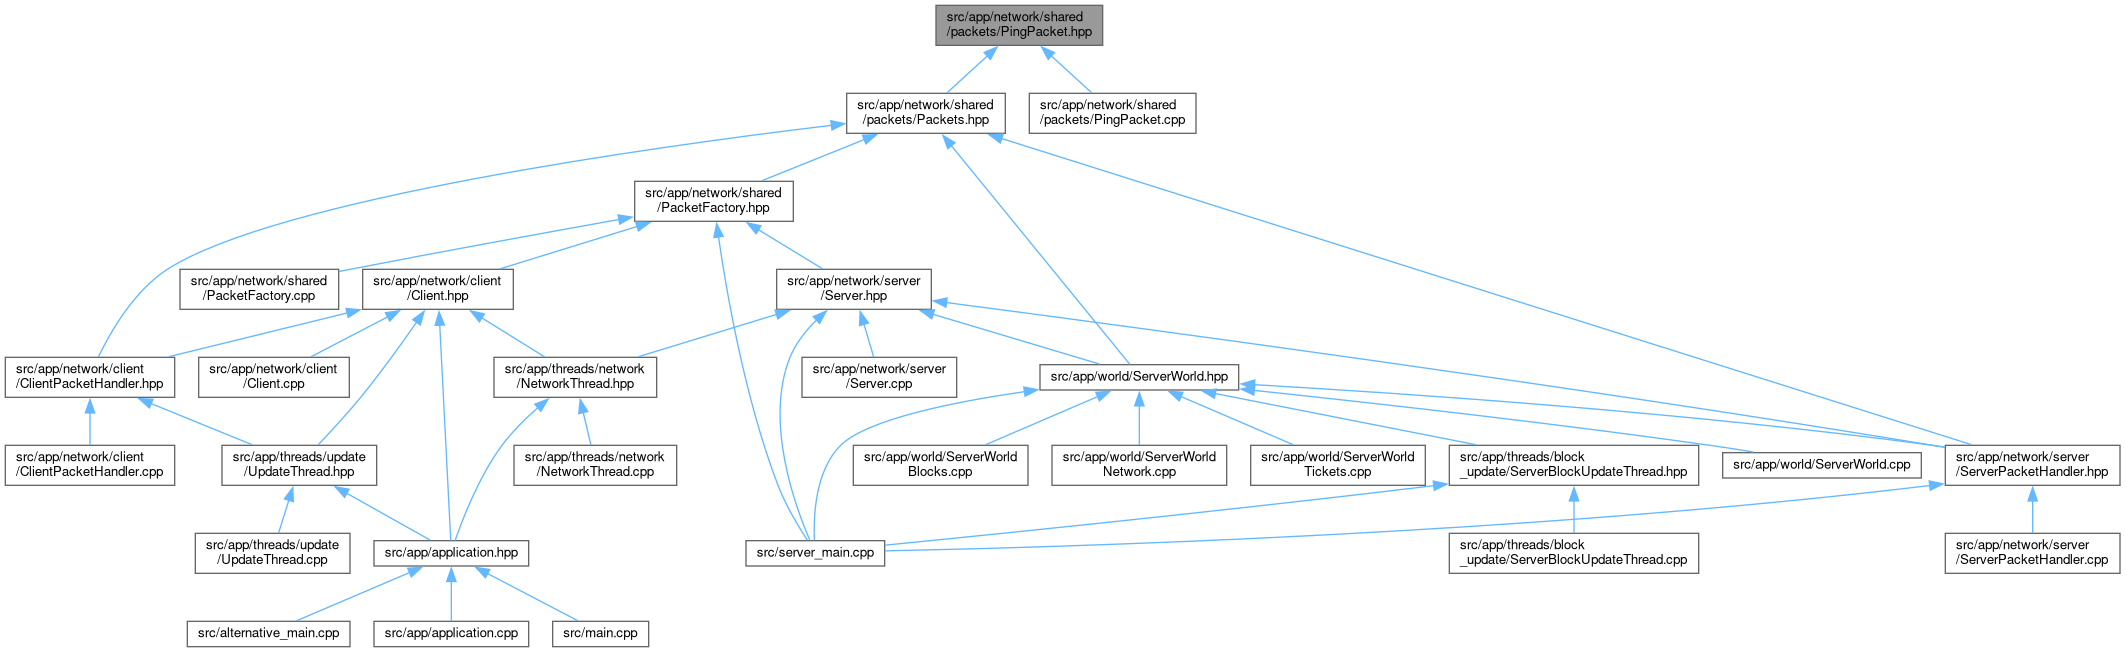 src/app/network/shared
/packets/PingPacket.hpp
src/app/network/shared
/packets/Packets.hpp
src/app/network/shared
/packets/PingPacket.cpp
src/app/network/shared
/PacketFactory.hpp
src/app/network/shared
/PacketFactory.cpp
src/app/network/client
/Client.hpp
src/app/network/server
/Server.hpp
src/app/network/client
/ClientPacketHandler.hpp
src/app/network/client
/Client.cpp
src/app/threads/network
/NetworkThread.hpp
src/app/network/server
/Server.cpp
src/app/world/ServerWorld.hpp
src/app/network/client
/ClientPacketHandler.cpp
src/app/threads/update
/UpdateThread.hpp
src/app/threads/network
/NetworkThread.cpp
src/app/world/ServerWorld
Blocks.cpp
src/app/world/ServerWorld
Network.cpp
src/app/world/ServerWorld
Tickets.cpp
src/app/threads/block
_update/ServerBlockUpdateThread.hpp
src/app/world/ServerWorld.cpp
src/app/network/server
/ServerPacketHandler.hpp
src/app/threads/update
/UpdateThread.cpp
src/app/application.hpp
src/server_main.cpp
src/app/threads/block
_update/ServerBlockUpdateThread.cpp
src/app/network/server
/ServerPacketHandler.cpp
src/alternative_main.cpp
src/app/application.cpp
src/main.cpp